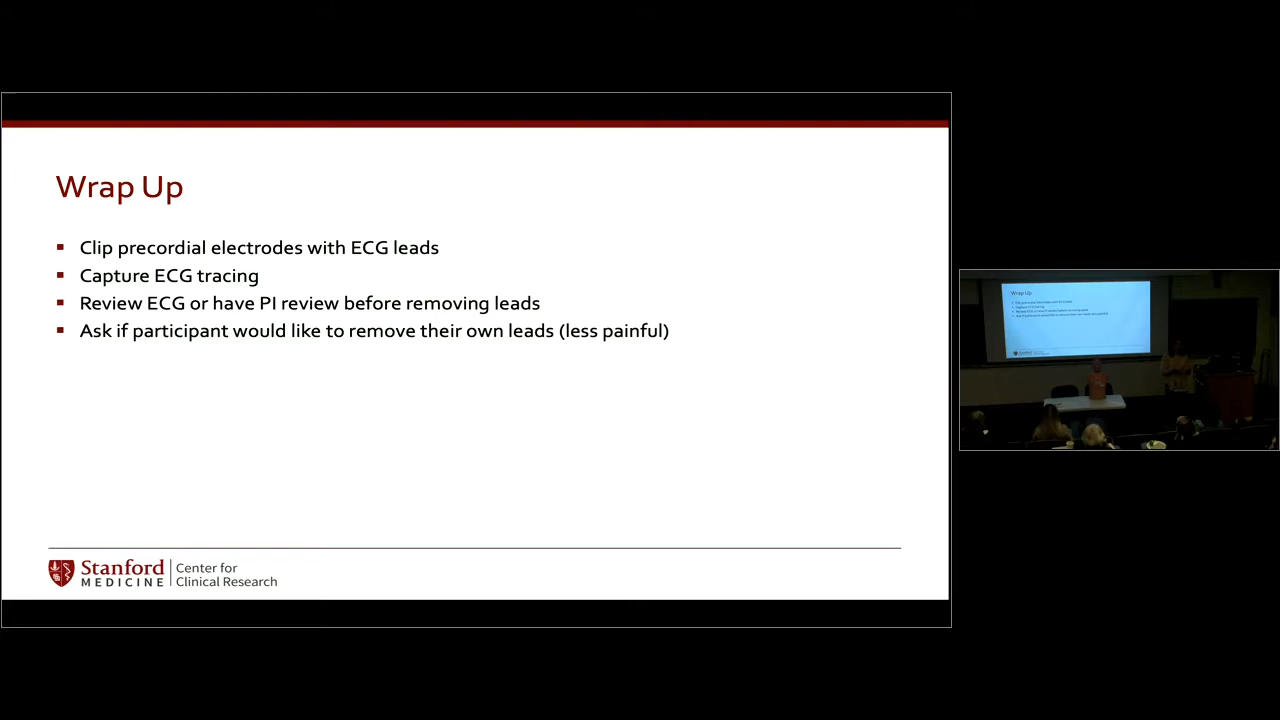 Wrap Up
Clip precordial electrodes with ECG leads
Capture ECG tracing
Review ECG or have PI review before removing leads
Ask if participant would like to remove their own leads (less painful)
Stanford
MEDICINE
Center for
Clinical Research
Wrap Up